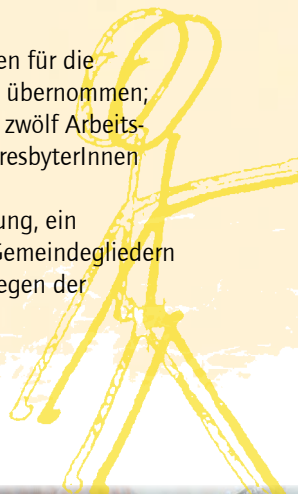 en für die
übernommen;
zwölf Arbeits-
resbyterInnen
ung, ein
Gemeindegliedern
egen der